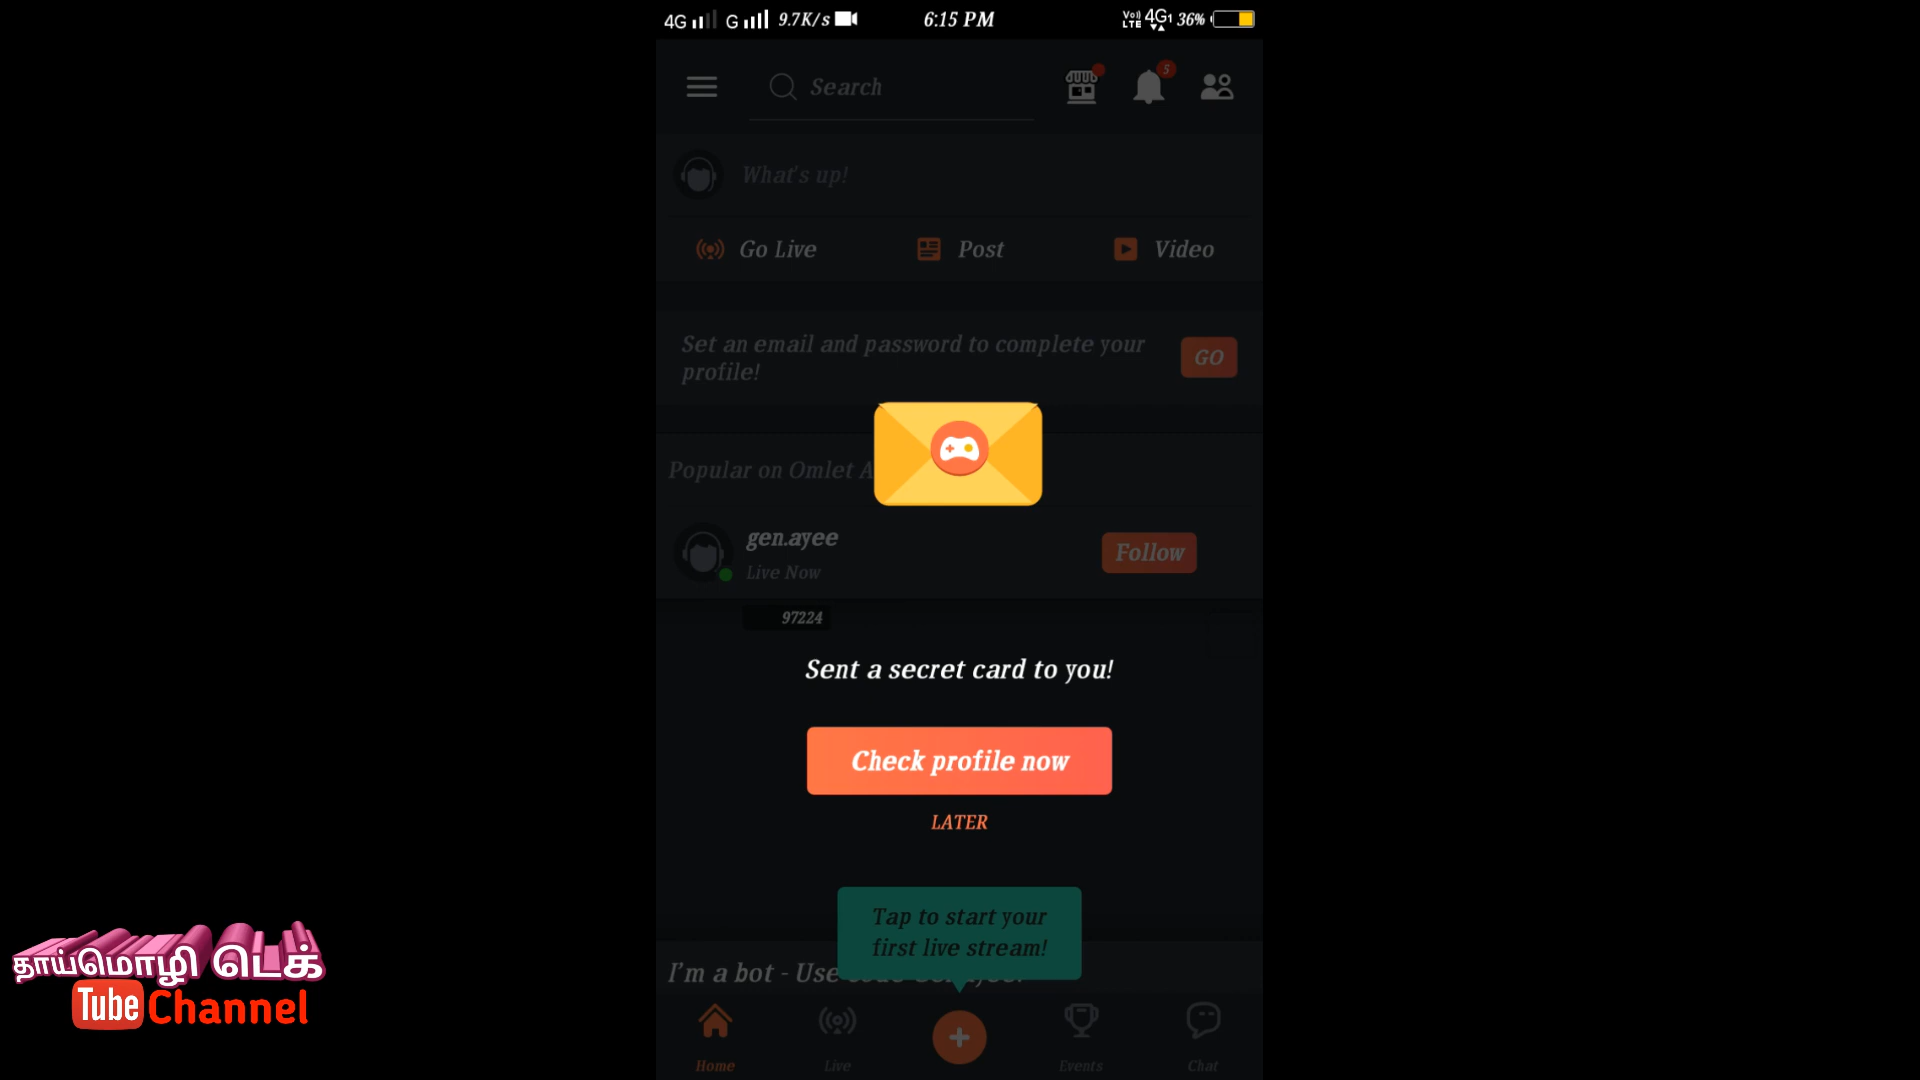 4G G 9.7K/s 6:15 PM Vo) LTE 4G 1 36%
Search
5
What's up!
Go Live Post Video
Set an email and password to complete your
profile!
GO
Popular on Omlet A
gen.ayee
Live Now
Follow
97224
Sent a secret card to you!
Check profile now
LATER
Tap to start your
first live stream!
I'm a bot - Use
Home Live Events Chat
தாய்மொழி டெக்
Tube Channel